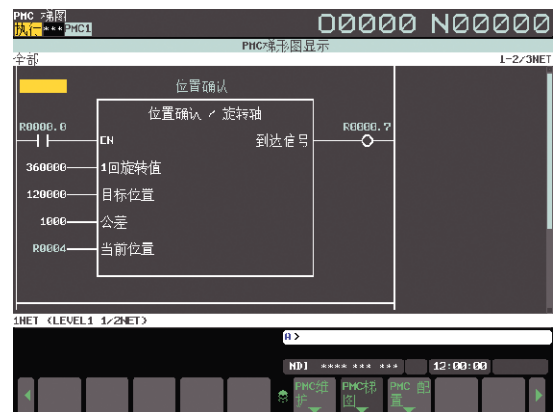 PMC 梯图
执行***PMC1
O0000 N00000
PMC梯形图显示
全部 1-2/3NET
位置确认
位置确认 / 旋转轴
R0000.0 EN 到达信号 R0000.7
360000 1回旋转值
120000 目标位置
1000 公差
R0004 当前位置
1NET (LEVEL1 1/2NET)
A>
MDI **** *** *** 12:00:00
PMC维护 PMC梯图 PMC 配置